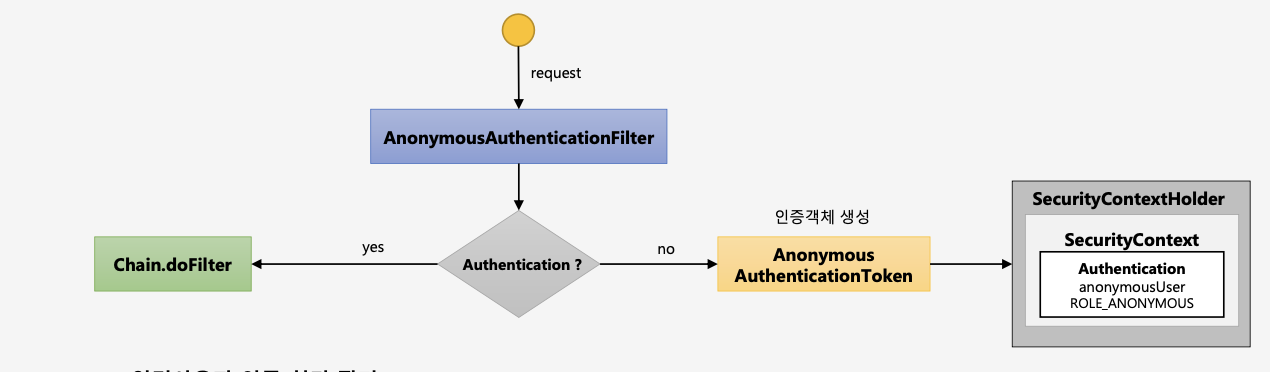 request
AnonymousAuthenticationFilter
인증객체 생성
SecurityContextHolder
SecurityContext
yes
no
Chain.doFilter
Authentication ?
Anonymous
AuthenticationToken
Authentication
anonymousUser
ROLE_ANONYMOUS